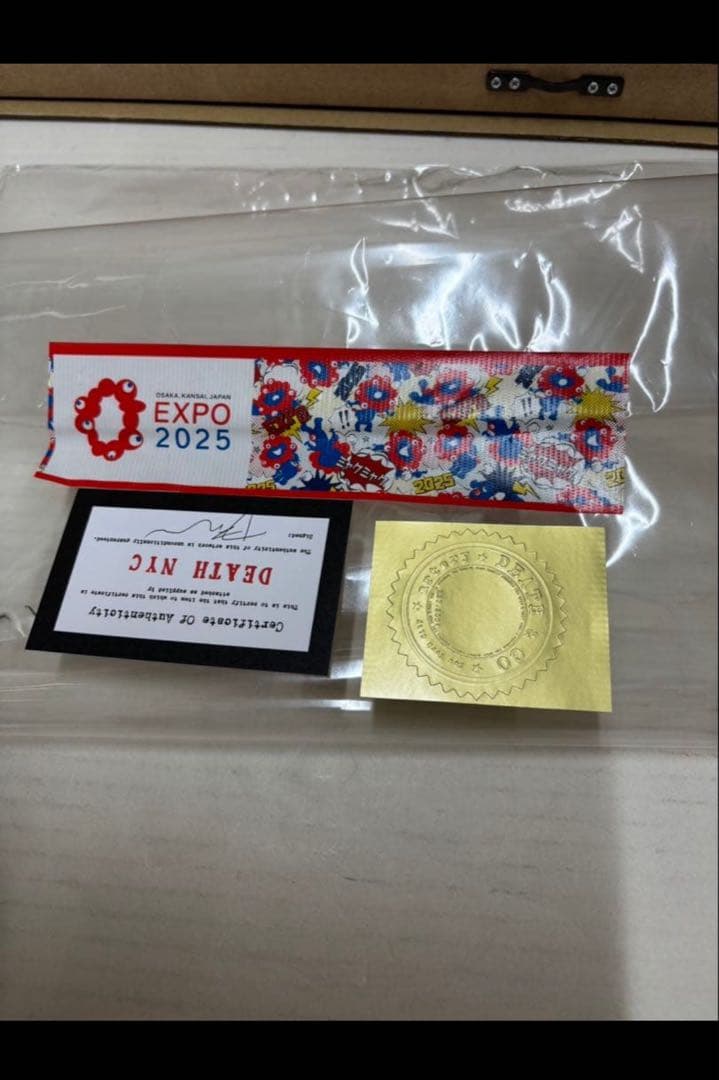 OSAKA, KANSAI, JAPAN
EXPO
2025
EXPO
ミャクミャク
2025
2025
Certificate Of Authenticity
This is to certify that the item to which this certificate is
attached as supplied by
DEATH NYC
The authenticity of this artwork is unconditionally guaranteed.
Signed:
DEATH